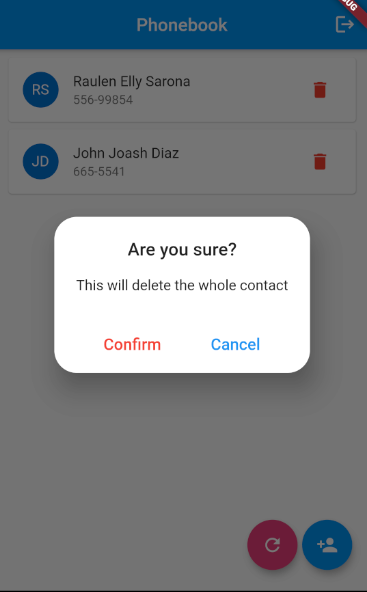 Phonebook
RS
Raulen Elly Sarona
556-99854
JD
John Joash Diaz
665-5541
Are you sure?
This will delete the whole contact
Confirm Cancel